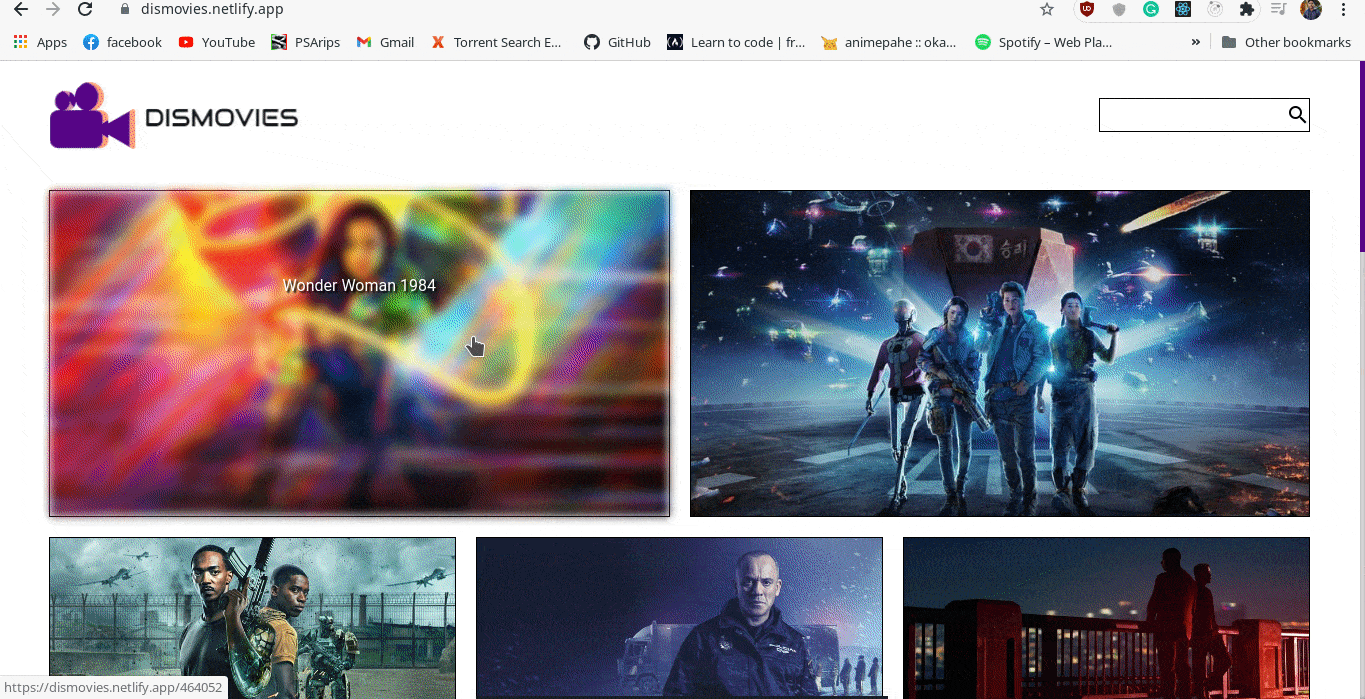 dismovies.netlify.app
Apps facebook YouTube PSArips Gmail Torrent Search E... GitHub Learn to code | fr... animepahe :: oka... Spotify – Web Pla... » Other bookmarks
DISMOVIES
승리
Wonder Woman 1984
https://dismovies.netlify.app/464052